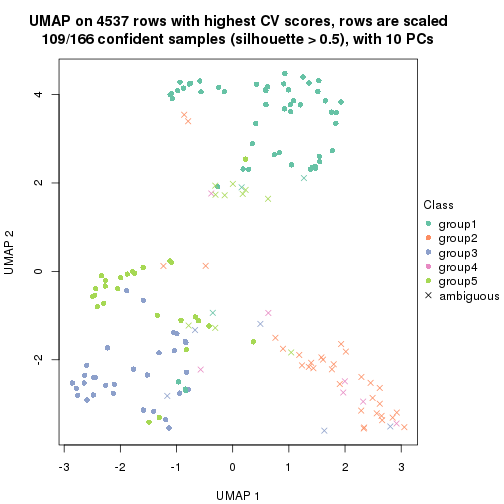 UMAP on 4537 rows with highest CV scores, rows are scaled
109/166 confident samples (silhouette > 0.5), with 10 PCs
4
2
0
-2
UMAP 2
-3
-2
-1
0
1
2
3
UMAP 1
Class
group1
group2
group3
group4
group5
ambiguous